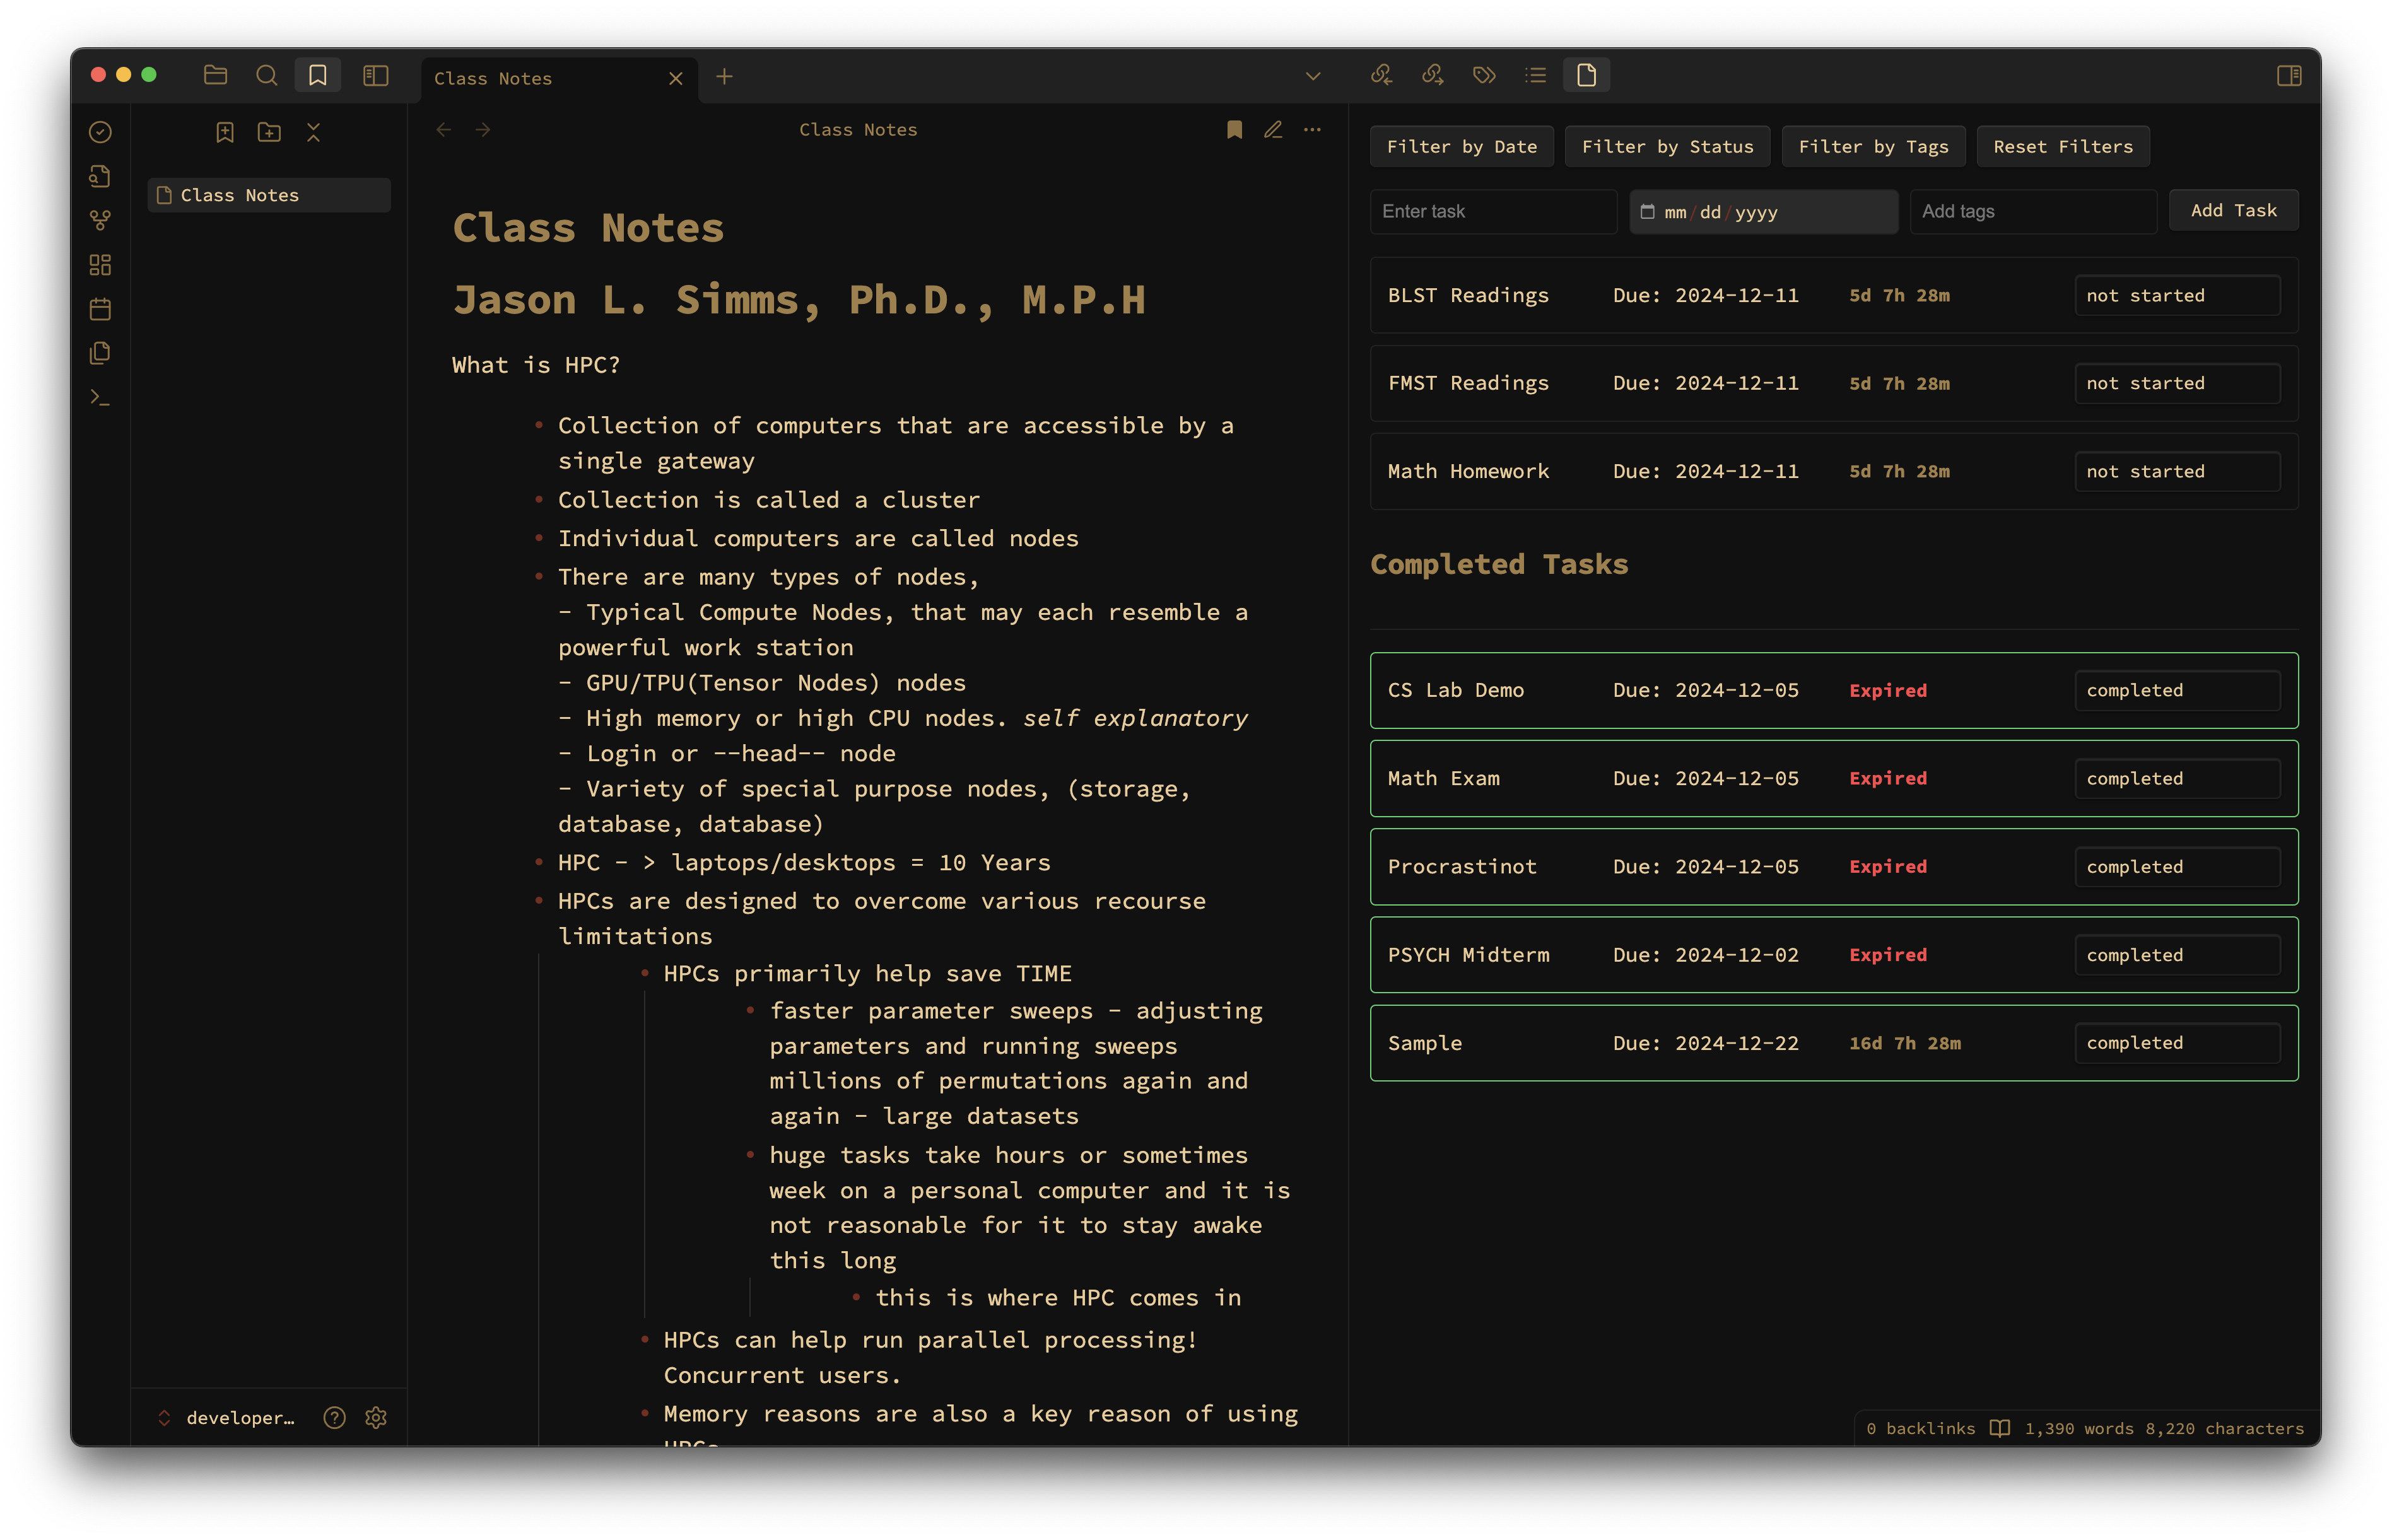 Class Notes
Class Notes
Class Notes
Class Notes
Jason L. Simms, Ph.D., M.P.H
What is HPC?
• Collection of computers that are accessible by a
single gateway
• Collection is called a cluster
• Individual computers are called nodes
• There are many types of nodes,
- Typical Compute Nodes, that may each resemble a
powerful work station
- GPU/TPU(Tensor Nodes) nodes
- High memory or high CPU nodes. self explanatory
- Login or --head-- node
- Variety of special purpose nodes, (storage,
database, database)
• HPC - > laptops/desktops = 10 Years
• HPCs are designed to overcome various recourse
limitations
• HPCs primarily help save TIME
• faster parameter sweeps - adjusting
parameters and running sweeps
millions of permutations again and
again - large datasets
• huge tasks take hours or sometimes
week on a personal computer and it is
not reasonable for it to stay awake
this long
• this is where HPC comes in
• HPCs can help run parallel processing!
Concurrent users.
• Memory reasons are also a key reason of using
HPCs
developer…
Filter by Date
Filter by Status
Filter by Tags
Reset Filters
Enter task
mm/dd/yyyy
Add tags
Add Task
BLST Readings Due: 2024-12-11 5d 7h 28m not started
FMST Readings Due: 2024-12-11 5d 7h 28m not started
Math Homework Due: 2024-12-11 5d 7h 28m not started
Completed Tasks
CS Lab Demo Due: 2024-12-05 Expired completed
Math Exam Due: 2024-12-05 Expired completed
Procrastinot Due: 2024-12-05 Expired completed
PSYCH Midterm Due: 2024-12-02 Expired completed
Sample Due: 2024-12-22 16d 7h 28m completed
0 backlinks 1,390 words 8,220 characters